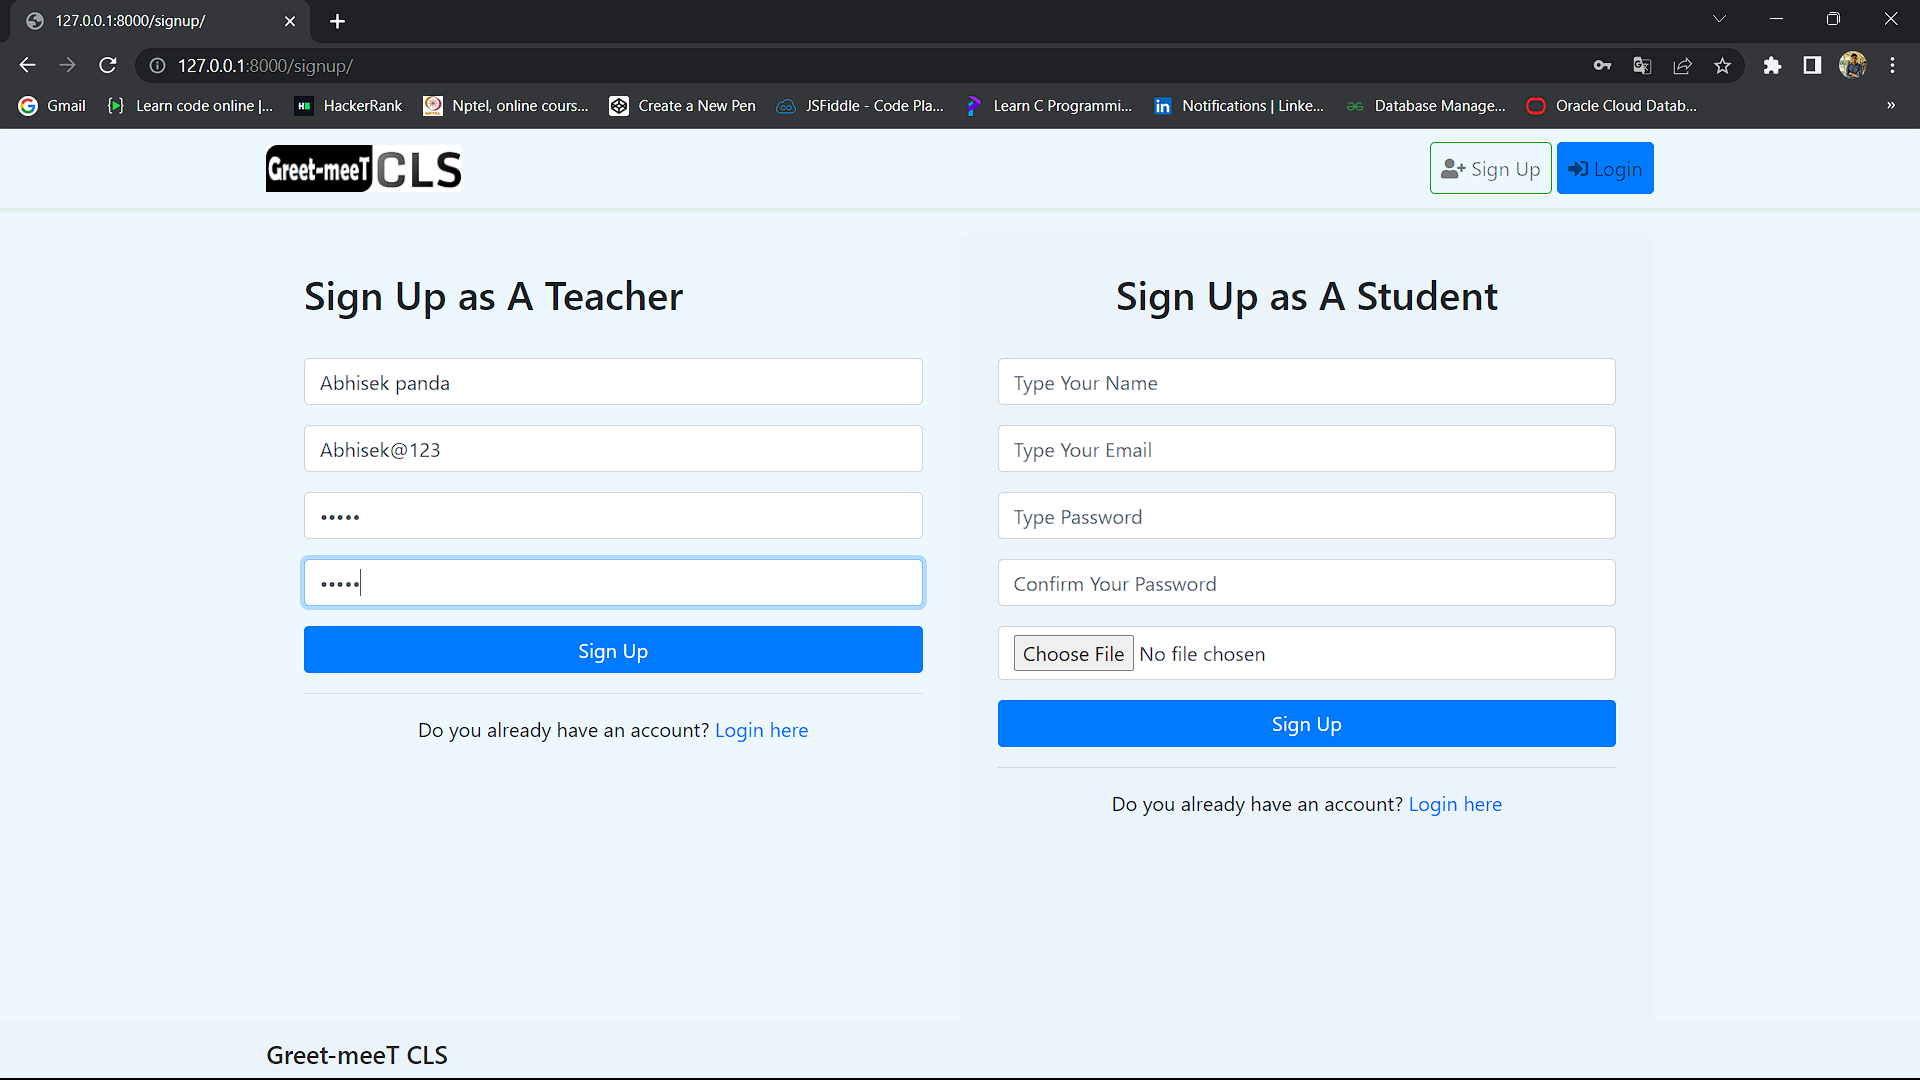 127.0.0.1:8000/signup/
127.0.0.1:8000/signup/
Gmail Learn code online |... HackerRank Nptel, online cours... Create a New Pen JSFiddle - Code Pla... Learn C Programmi... Notifications | Linke... Database Manage... Oracle Cloud Datab... »
Greet-meeT CLS
Sign Up Login
Sign Up as A Teacher
Abhisek panda
Abhisek@123
•••••
•••••
Sign Up
Do you already have an account? Login here
Sign Up as A Student
Type Your Name
Type Your Email
Type Password
Confirm Your Password
Choose File No file chosen
Sign Up
Do you already have an account? Login here
Greet-meeT CLS